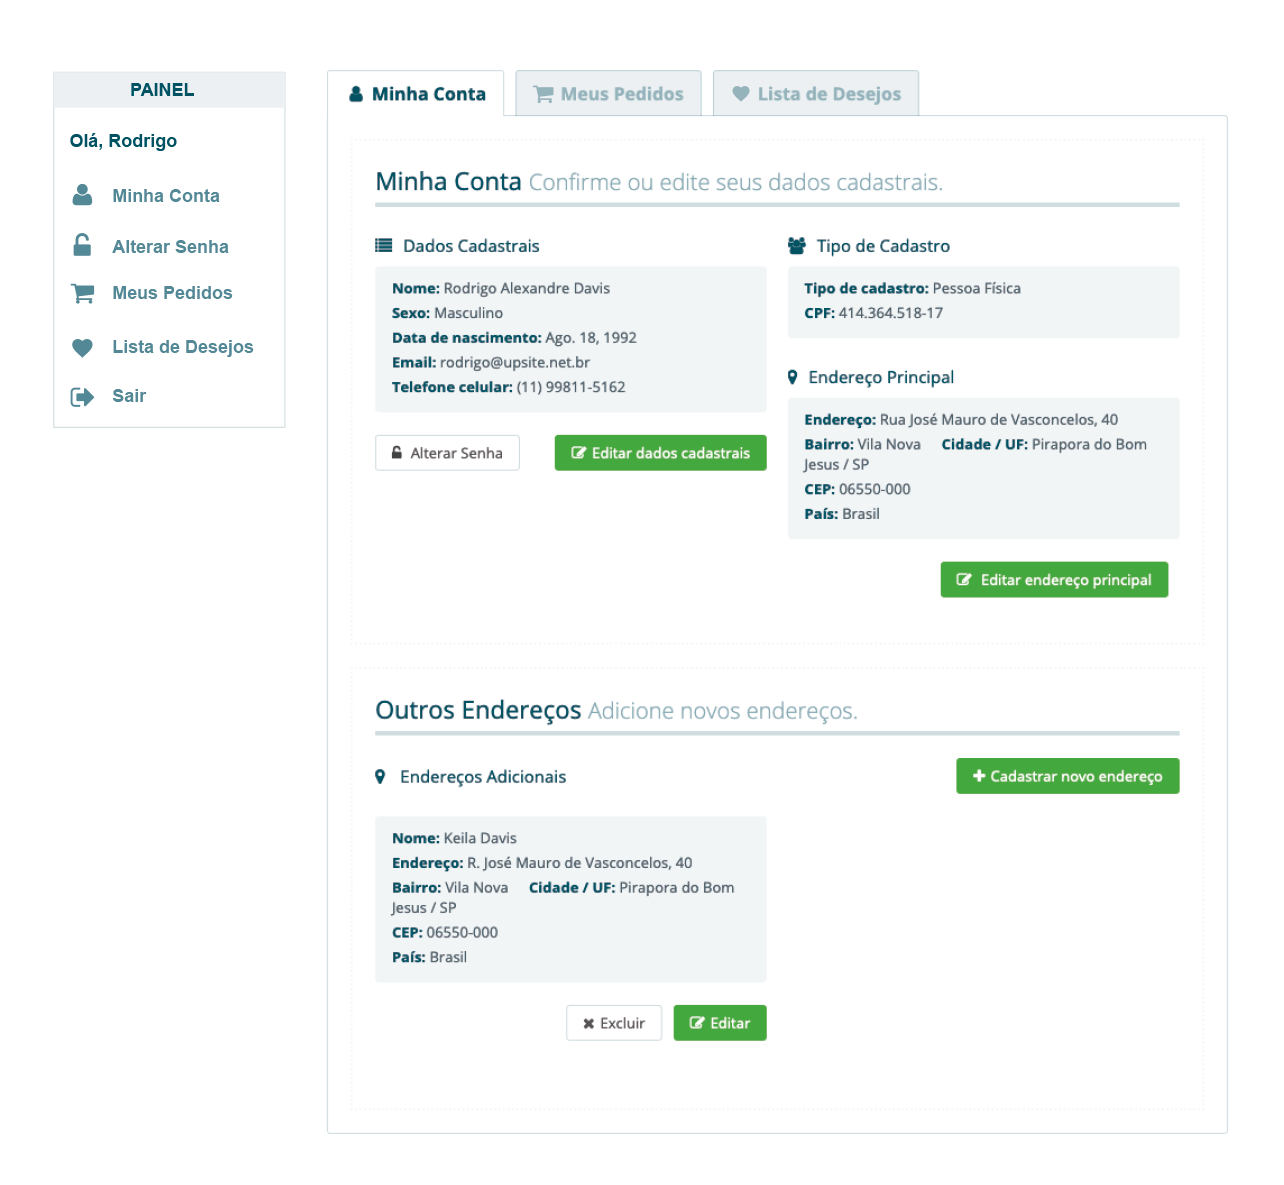 PAINEL
Olá, Rodrigo
Minha Conta
Alterar Senha
Meus Pedidos
Lista de Desejos
Sair
Minha Conta
Meus Pedidos
Lista de Desejos
Minha Conta Confirme ou edite seus dados cadastrais.
Dados Cadastrais
Nome: Rodrigo Alexandre Davis
Sexo: Masculino
Data de nascimento: Ago. 18, 1992
Email: rodrigo@upsite.net.br
Telefone celular: (11) 99811-5162
Alterar Senha
Editar dados cadastrais
Tipo de Cadastro
Tipo de cadastro: Pessoa Física
CPF: 414.364.518-17
Endereço Principal
Endereço: Rua José Mauro de Vasconcelos, 40
Bairro: Vila Nova Cidade / UF: Pirapora do Bom
Jesus / SP
CEP: 06550-000
País: Brasil
Editar endereço principal
Outros Endereços Adicione novos endereços.
Endereços Adicionais
Cadastrar novo endereço
Nome: Keila Davis
Endereço: R. José Mauro de Vasconcelos, 40
Bairro: Vila Nova Cidade / UF: Pirapora do Bom
Jesus / SP
CEP: 06550-000
País: Brasil
Excluir
Editar